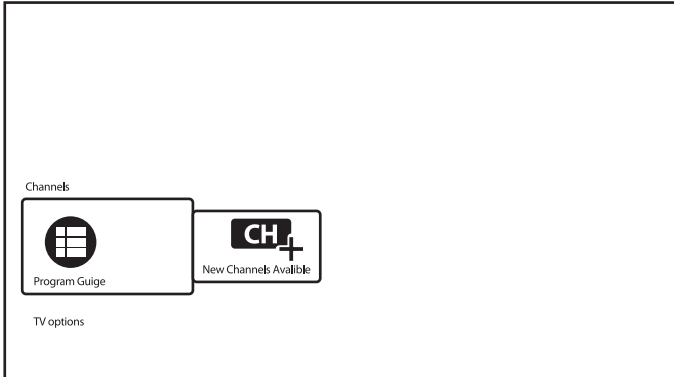 Channels
CH
Program Guige
New Channels Avalible
TV options